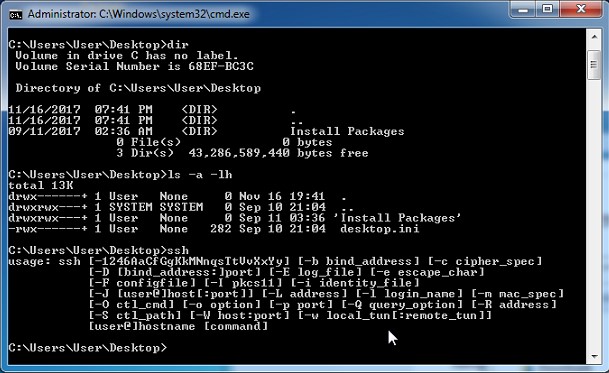 Administrator: C:\Windows\system32\cmd.exe
C:\Users\User\Desktop>dir
 Volume in drive C has no label.
 Volume Serial Number is 68EF-BC3C

 Directory of C:\Users\User\Desktop

11/16/2017  07:41 PM    <DIR>          .
11/16/2017  07:41 PM    <DIR>          ..
09/11/2017  02:36 AM    <DIR>          Install Packages
               0 File(s)              0 bytes
               3 Dir(s)  43,286,589,440 bytes free

C:\Users\User\Desktop>ls -a -lh
total 13K
drwx------+ 1 User   None     0 Nov 16 19:41  .
drwxrwx---+ 1 SYSTEM SYSTEM   0 Sep 10 21:04  ..
drwxrwxr-x+ 1 User   None     0 Sep 11 03:36 'Install Packages'
-rwx------+ 1 User   None   282 Sep 10 21:04  desktop.ini

C:\Users\User\Desktop>ssh
usage: ssh [-1246AaCfGgKkMNnqsTtVvXxYy] [-b bind_address] [-c cipher_spec]
           [-D [bind_address:]port] [-E log_file] [-e escape_char]
           [-F configfile] [-I pkcs11] [-i identity_file]
           [-J [user@]host[:port]] [-L address] [-l login_name] [-m mac_spec]
           [-O ctl_cmd] [-o option] [-p port] [-Q query_option] [-R address]
           [-S ctl_path] [-W host:port] [-w local_tun[:remote_tun]]
           [user@]hostname [command]

C:\Users\User\Desktop>